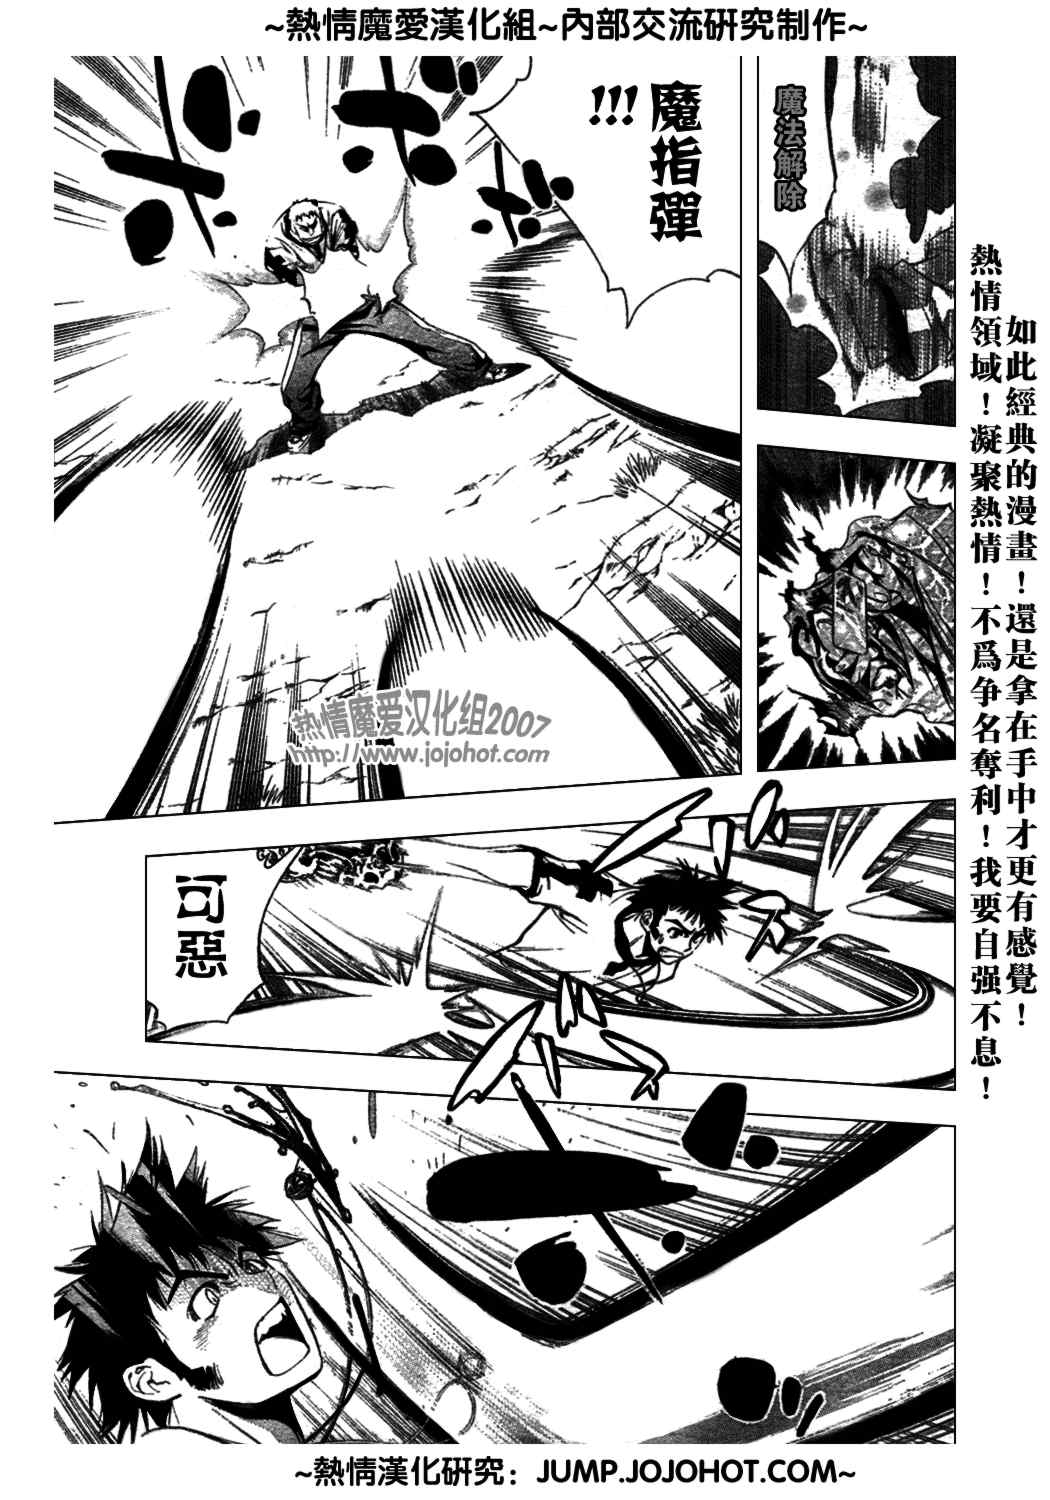 ~熱情魔愛漢化組~內部交流研究制作~
魔法解除
魔指彈
!!!
ドドド
熱情魔爱汉化组2007
http://www.jojohot.com
可惡
如此經典的漫畫！還是拿在手中才更有感覺！
熱情領域！凝聚熱情！不爲争名奪利！我要自强不息！
~熱情漢化研究：JUMP.JOJOHOT.COM~